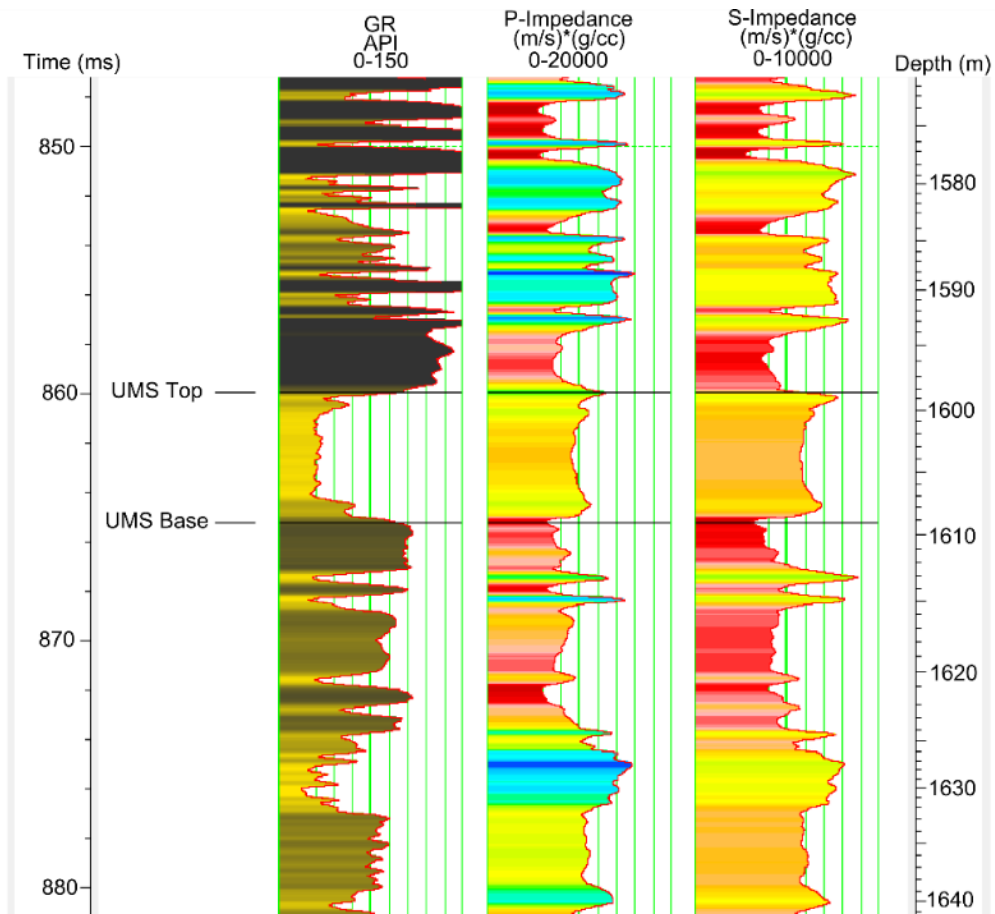 GR
API
0-150
P-Impedance
(m/s)*(g/cc)
0-20000
S-Impedance
(m/s)*(g/cc)
0-10000
Time (ms)
Depth (m)
850
1580
1590
UMS Top
860
1600
UMS Base
1610
870
1620
1630
880
1640